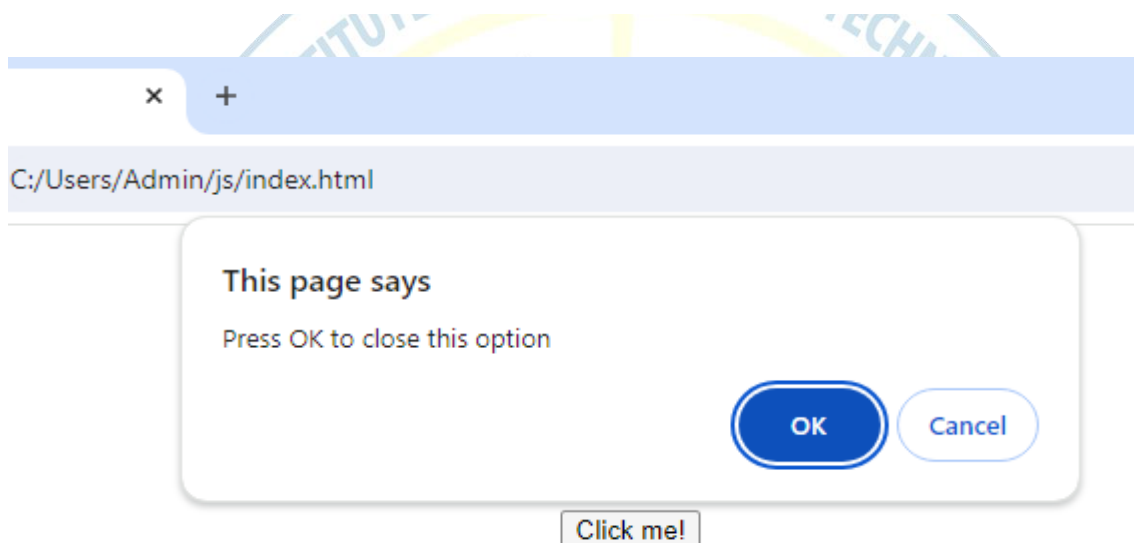 ×
+
C:/Users/Admin/js/index.html
This page says
Press OK to close this option
OK
Cancel
Click me!